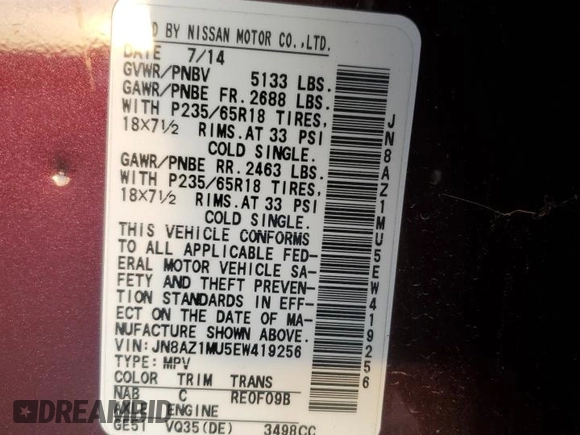 D BY NISSAN MOTOR CO.,LTD.
DATE 7/14
GVWR/PNBV 5133 LBS.
GAWR/PNBE FR. 2688 LBS.
WITH P235/65R18 TIRES,
18X7½ RIMS.AT 33 PSI
COLD SINGLE.
GAWR/PNBE RR. 2463 LBS.
WITH P235/65R18 TIRES,
18X7½ RIMS.AT 33 PSI
COLD SINGLE.
THIS VEHICLE CONFORMS
TO ALL APPLICABLE FED-
ERAL MOTOR VEHICLE SA-
FETY AND THEFT PREVEN-
TION STANDARDS IN EFF-
ECT ON THE DATE OF MA-
NUFACTURE SHOWN ABOVE.
VIN: JN8AZ1MU5EW419256
TYPE: MPV
COLOR TRIM TRANS
NAB C RE0F09B
AXLE ENGINE
GE51 VQ35(DE) 3498CC
JN8AZ1MU5EW419256
DREAMBID